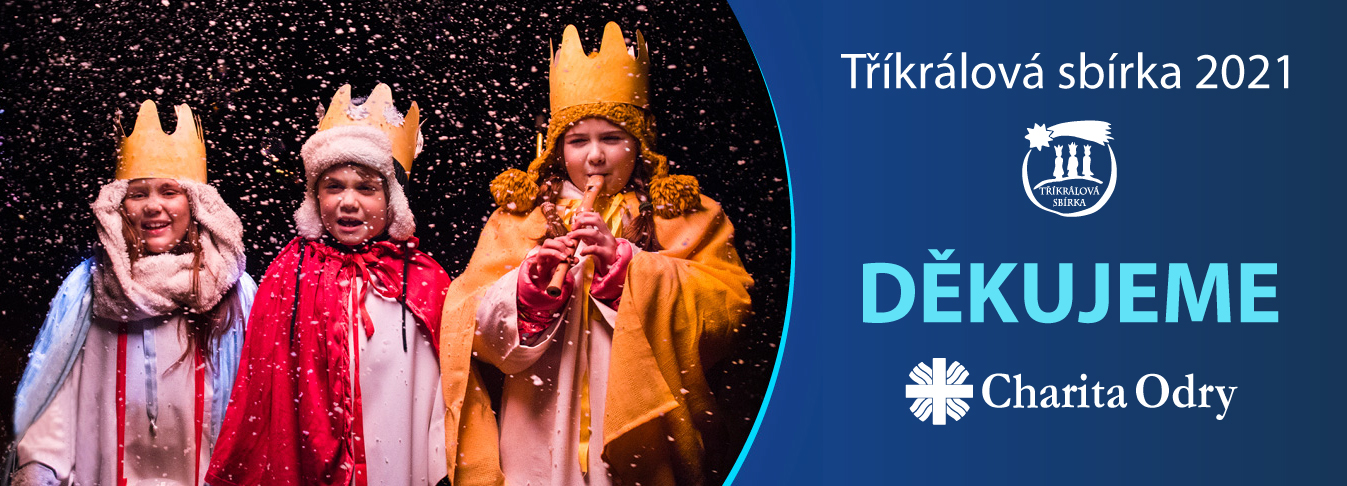 Tříkrálová sbírka 2021
TŘÍKRÁLOVÁ
SBÍRKA
DĚKUJEME
Charita Odry